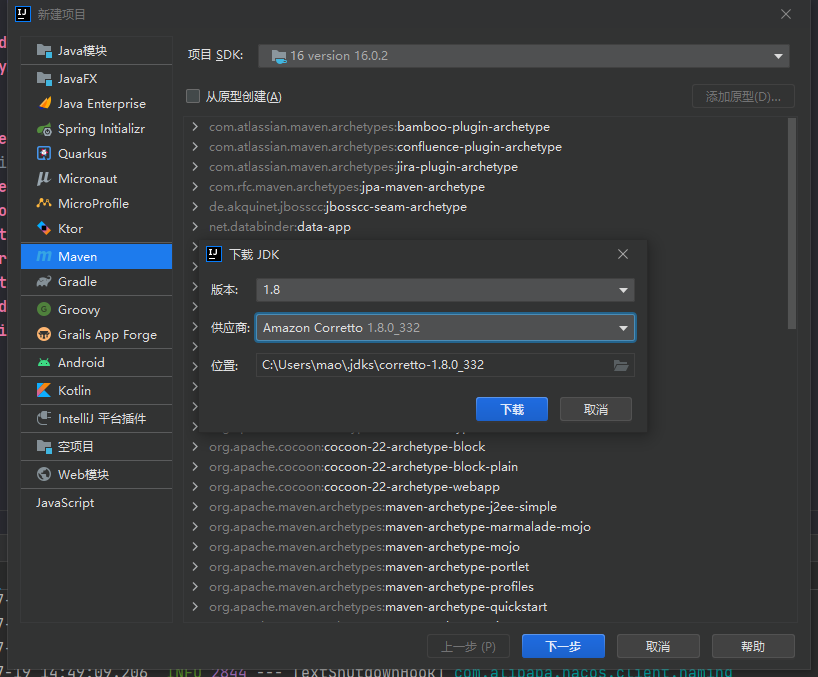 新建项目
Java模块
JavaFX
Java Enterprise
Spring Initializr
Quarkus
Micronaut
MicroProfile
Ktor
Maven
Gradle
Groovy
Grails App Forge
Android
Kotlin
IntelliJ 平台插件
空项目
Web模块
JavaScript
项目 SDK:
16 version 16.0.2
从原型创建(A)
添加原型(D)...
com.atlassian.maven.archetypes:bamboo-plugin-archetype
com.atlassian.maven.archetypes:confluence-plugin-archetype
com.atlassian.maven.archetypes:jira-plugin-archetype
com.rfc.maven.archetypes:jpa-maven-archetype
de.akquinet.jbosscc:jbosscc-seam-archetype
net.databinder:data-app
下载 JDK
版本:
1.8
供应商:
Amazon Corretto 1.8.0_332
位置:
C:\Users\mao\.jdks\corretto-1.8.0_332
下载
取消
org.apache.cocoon:cocoon-22-archetype-block
org.apache.cocoon:cocoon-22-archetype-block-plain
org.apache.cocoon:cocoon-22-archetype-webapp
org.apache.maven.archetypes:maven-archetype-j2ee-simple
org.apache.maven.archetypes:maven-archetype-marmalade-mojo
org.apache.maven.archetypes:maven-archetype-mojo
org.apache.maven.archetypes:maven-archetype-portlet
org.apache.maven.archetypes:maven-archetype-profiles
org.apache.maven.archetypes:maven-archetype-quickstart
上一步 (P)
下一步
取消
帮助
7-19 14:49:09.206 INFO 2844 --- [extShutdownHook] com.alibaba.nacos.client.naming